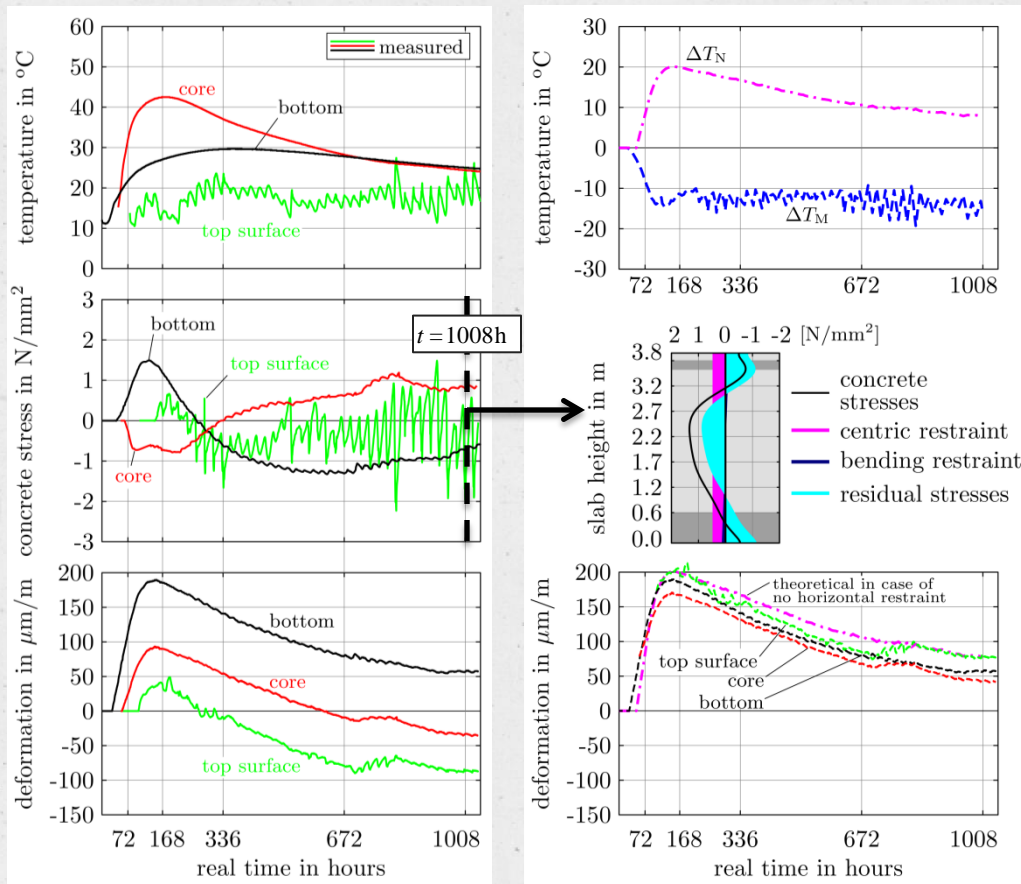 temperature in °C
60
50
40
30
20
10
0
measured
core
bottom
top surface
concrete stress in N/mm²
3
2
1
0
-1
-2
-3
bottom
top surface
core
t = 1008h
deformation in μm/m
200
150
100
50
0
-50
-100
-150
bottom
core
top surface
72 168 336 672 1008
real time in hours
temperature in °C
30
20
10
0
-10
-20
-30
ΔT_N
ΔT_M
72 168 336 672 1008
2 1 0 -1 -2 [N/mm²]
slab height in m
3.8
3.2
2.7
2.2
1.7
1.2
0.6
0.0
concrete
stresses
centric restraint
bending restraint
residual stresses
deformation in μm/m
200
150
100
50
0
-50
-100
-150
theoretical in case of
no horizontal restraint
top surface
core
bottom
72 168 336 672 1008
real time in hours